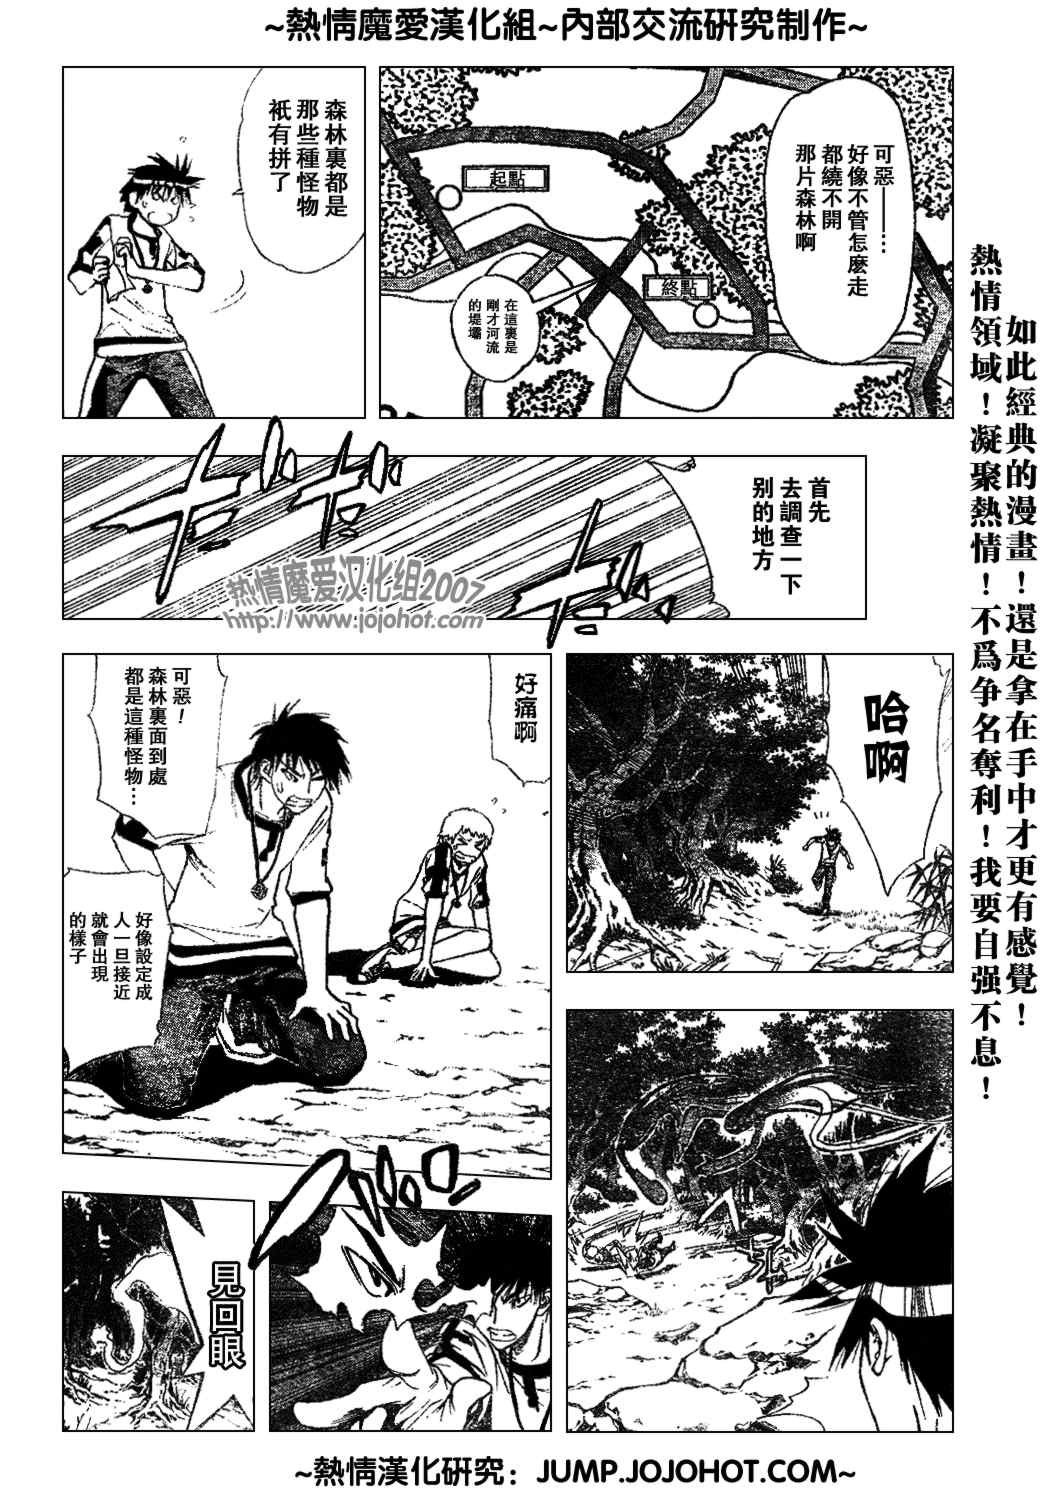 ~熱情魔愛漢化組~內部交流研究制作~
可惡——…
好像不管怎麽走
都繞不開
那片森林啊
起點
終點
在這裏是
剛才河流
的堤壩
森林裏都是
那些種怪物
衹有拼了
首先
去調查一下
别的地方
ザザッ
热情魔爱汉化组2007
http://www.jojohot.com
哈啊
好痛啊
可惡！
森林裏面到處
都是這種怪物…
好像設定成
人一旦接近
就會出現
的樣子
見回眼
如此經典的漫畫！還是拿在手中才更有感覺！
熱情領域！凝聚熱情！不爲争名奪利！我要自强不息！
~熱情漢化研究：JUMP.JOJOHOT.COM~